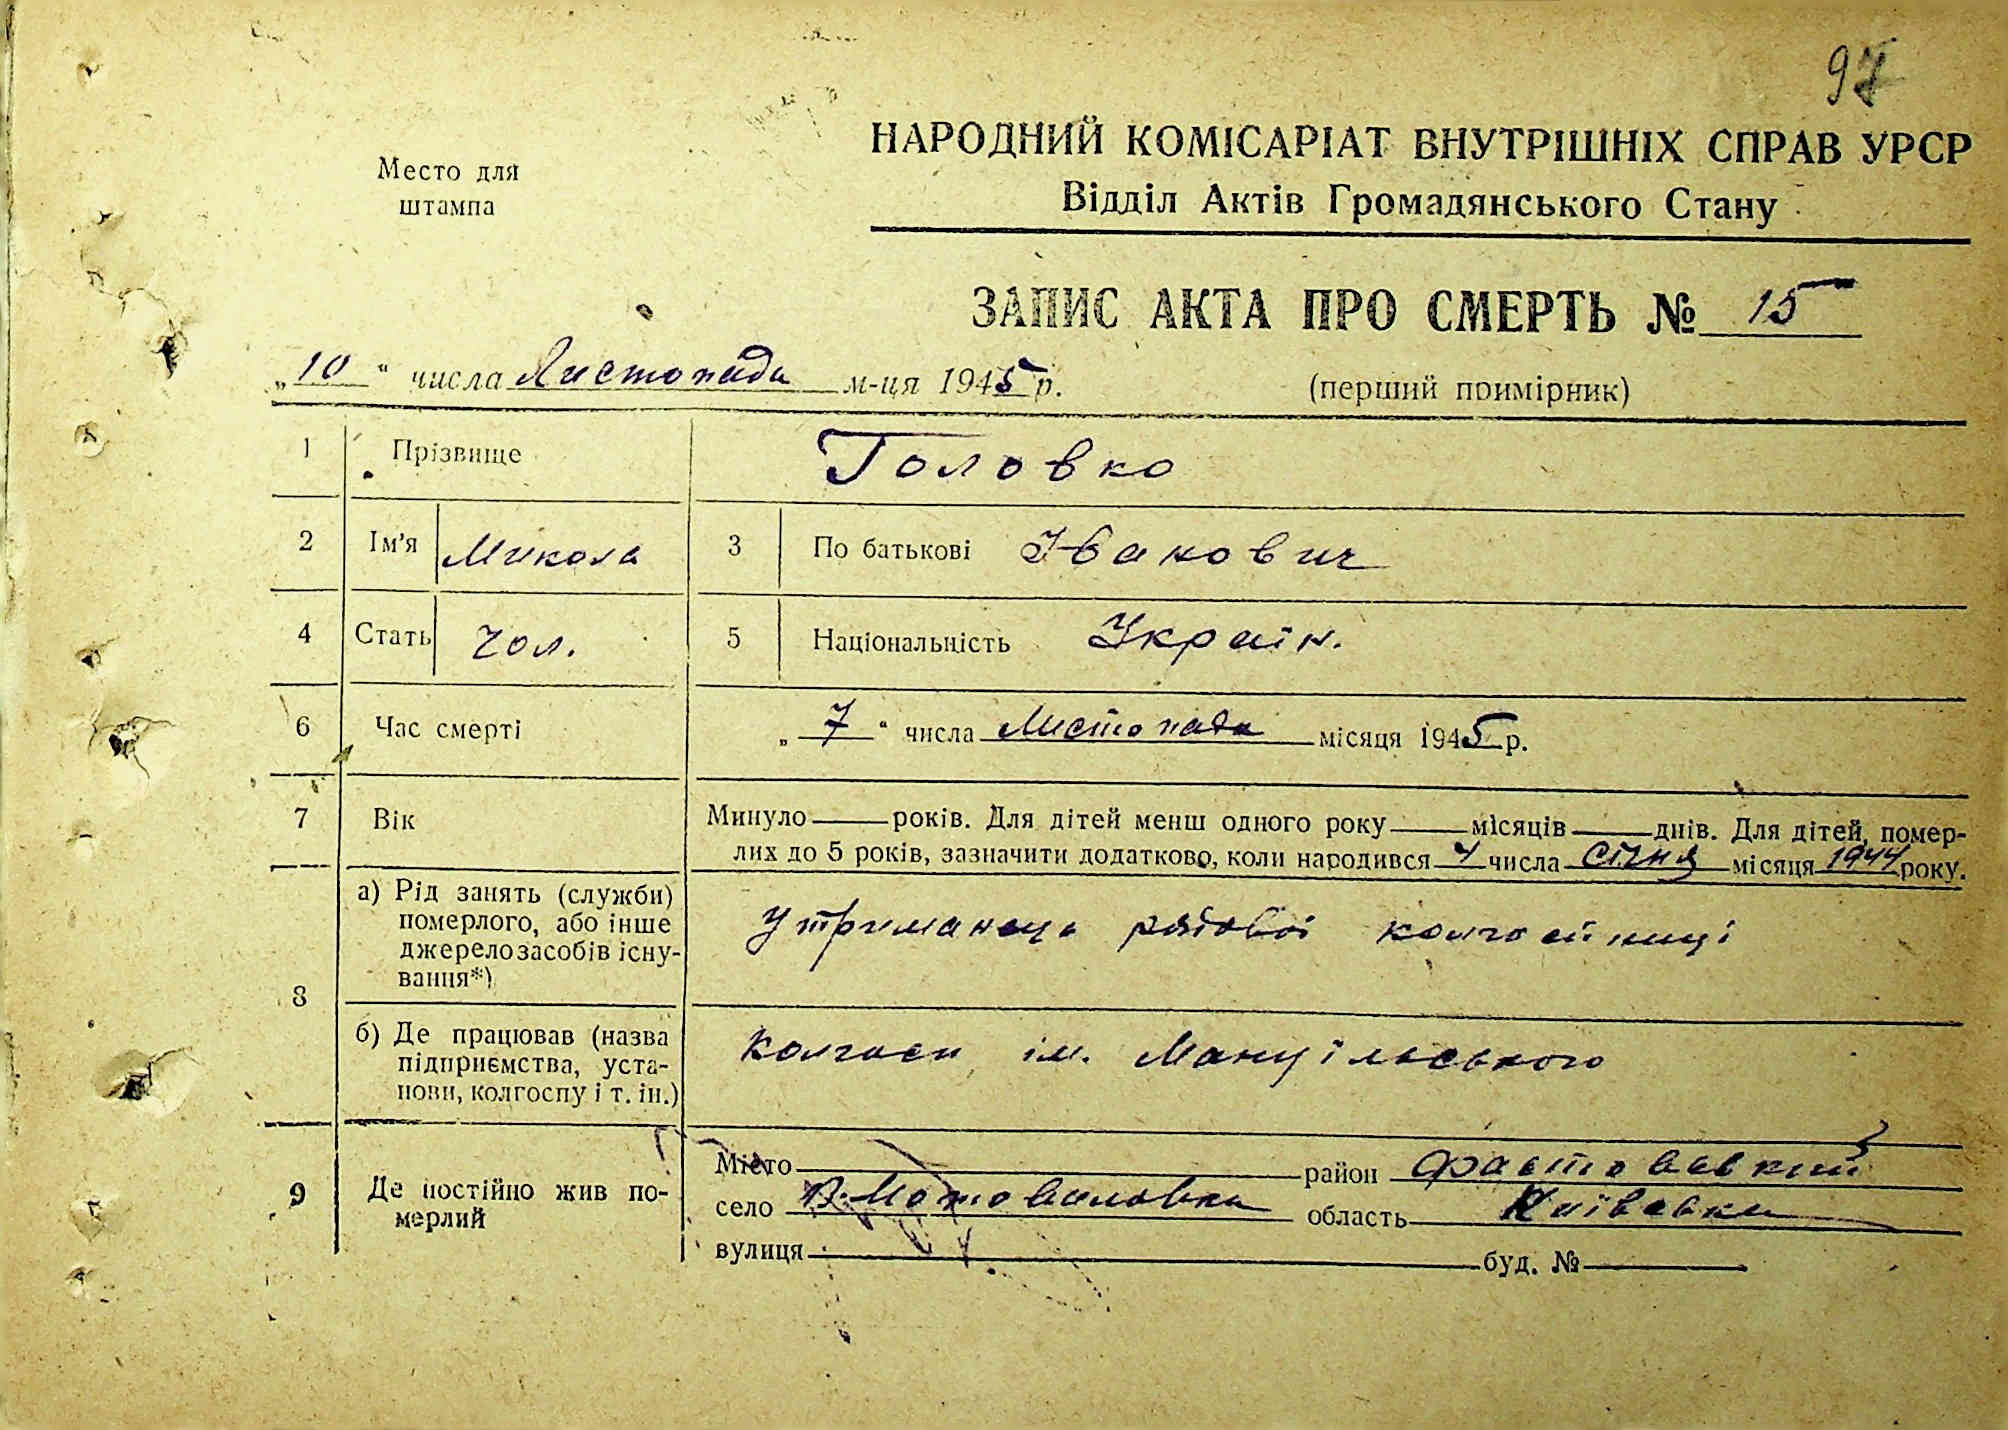 97
Место для
штампа
НАРОДНИЙ КОМІСАРІАТ ВНУТРІШНІХ СПРАВ УРСР
Відділ Актів Громадянського Стану
ЗАПИС АКТА ПРО СМЕРТЬ № 15
„10“ числа Листопада м-ця 1945 р.
(перший примірник)
1 Прізвище Головко
2 Ім'я Микола 3 По батькові Іванович
4 Стать Чол. 5 Національність Україн.
6 Час смерті „7“ числа Листопада місяця 1945 р.
7 Вік Минуло років. Для дітей менш одного року місяців днів. Для дітей, помер-
лих до 5 років, зазначити додатково, коли народився 7 числа Січня місяця 1944 року.
8
а) Рід занять (служби)
померлого, або інше
джерело засобів існу-
вання*)
Утриманець рядової колгоспниці
б) Де працював (назва
підприємства, уста-
нови, колгоспу і т. ін.)
Колгосп ім. Мануїльського
9 Де постійно жив по-
мерлий
Місто район Фастовський
село В. Мотовиловка область Київська
вулиця буд. №